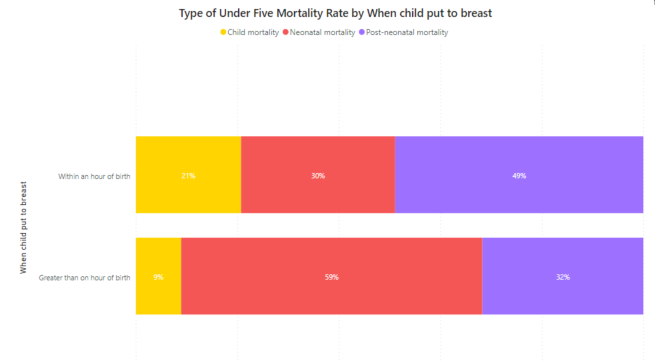 Type of Under Five Mortality Rate by When child put to breast
Child mortality Neonatal mortality Post-neonatal mortality
When child put to breast
Within an hour of birth
21% 30% 49%
Greater than on hour of birth
9% 59% 32%